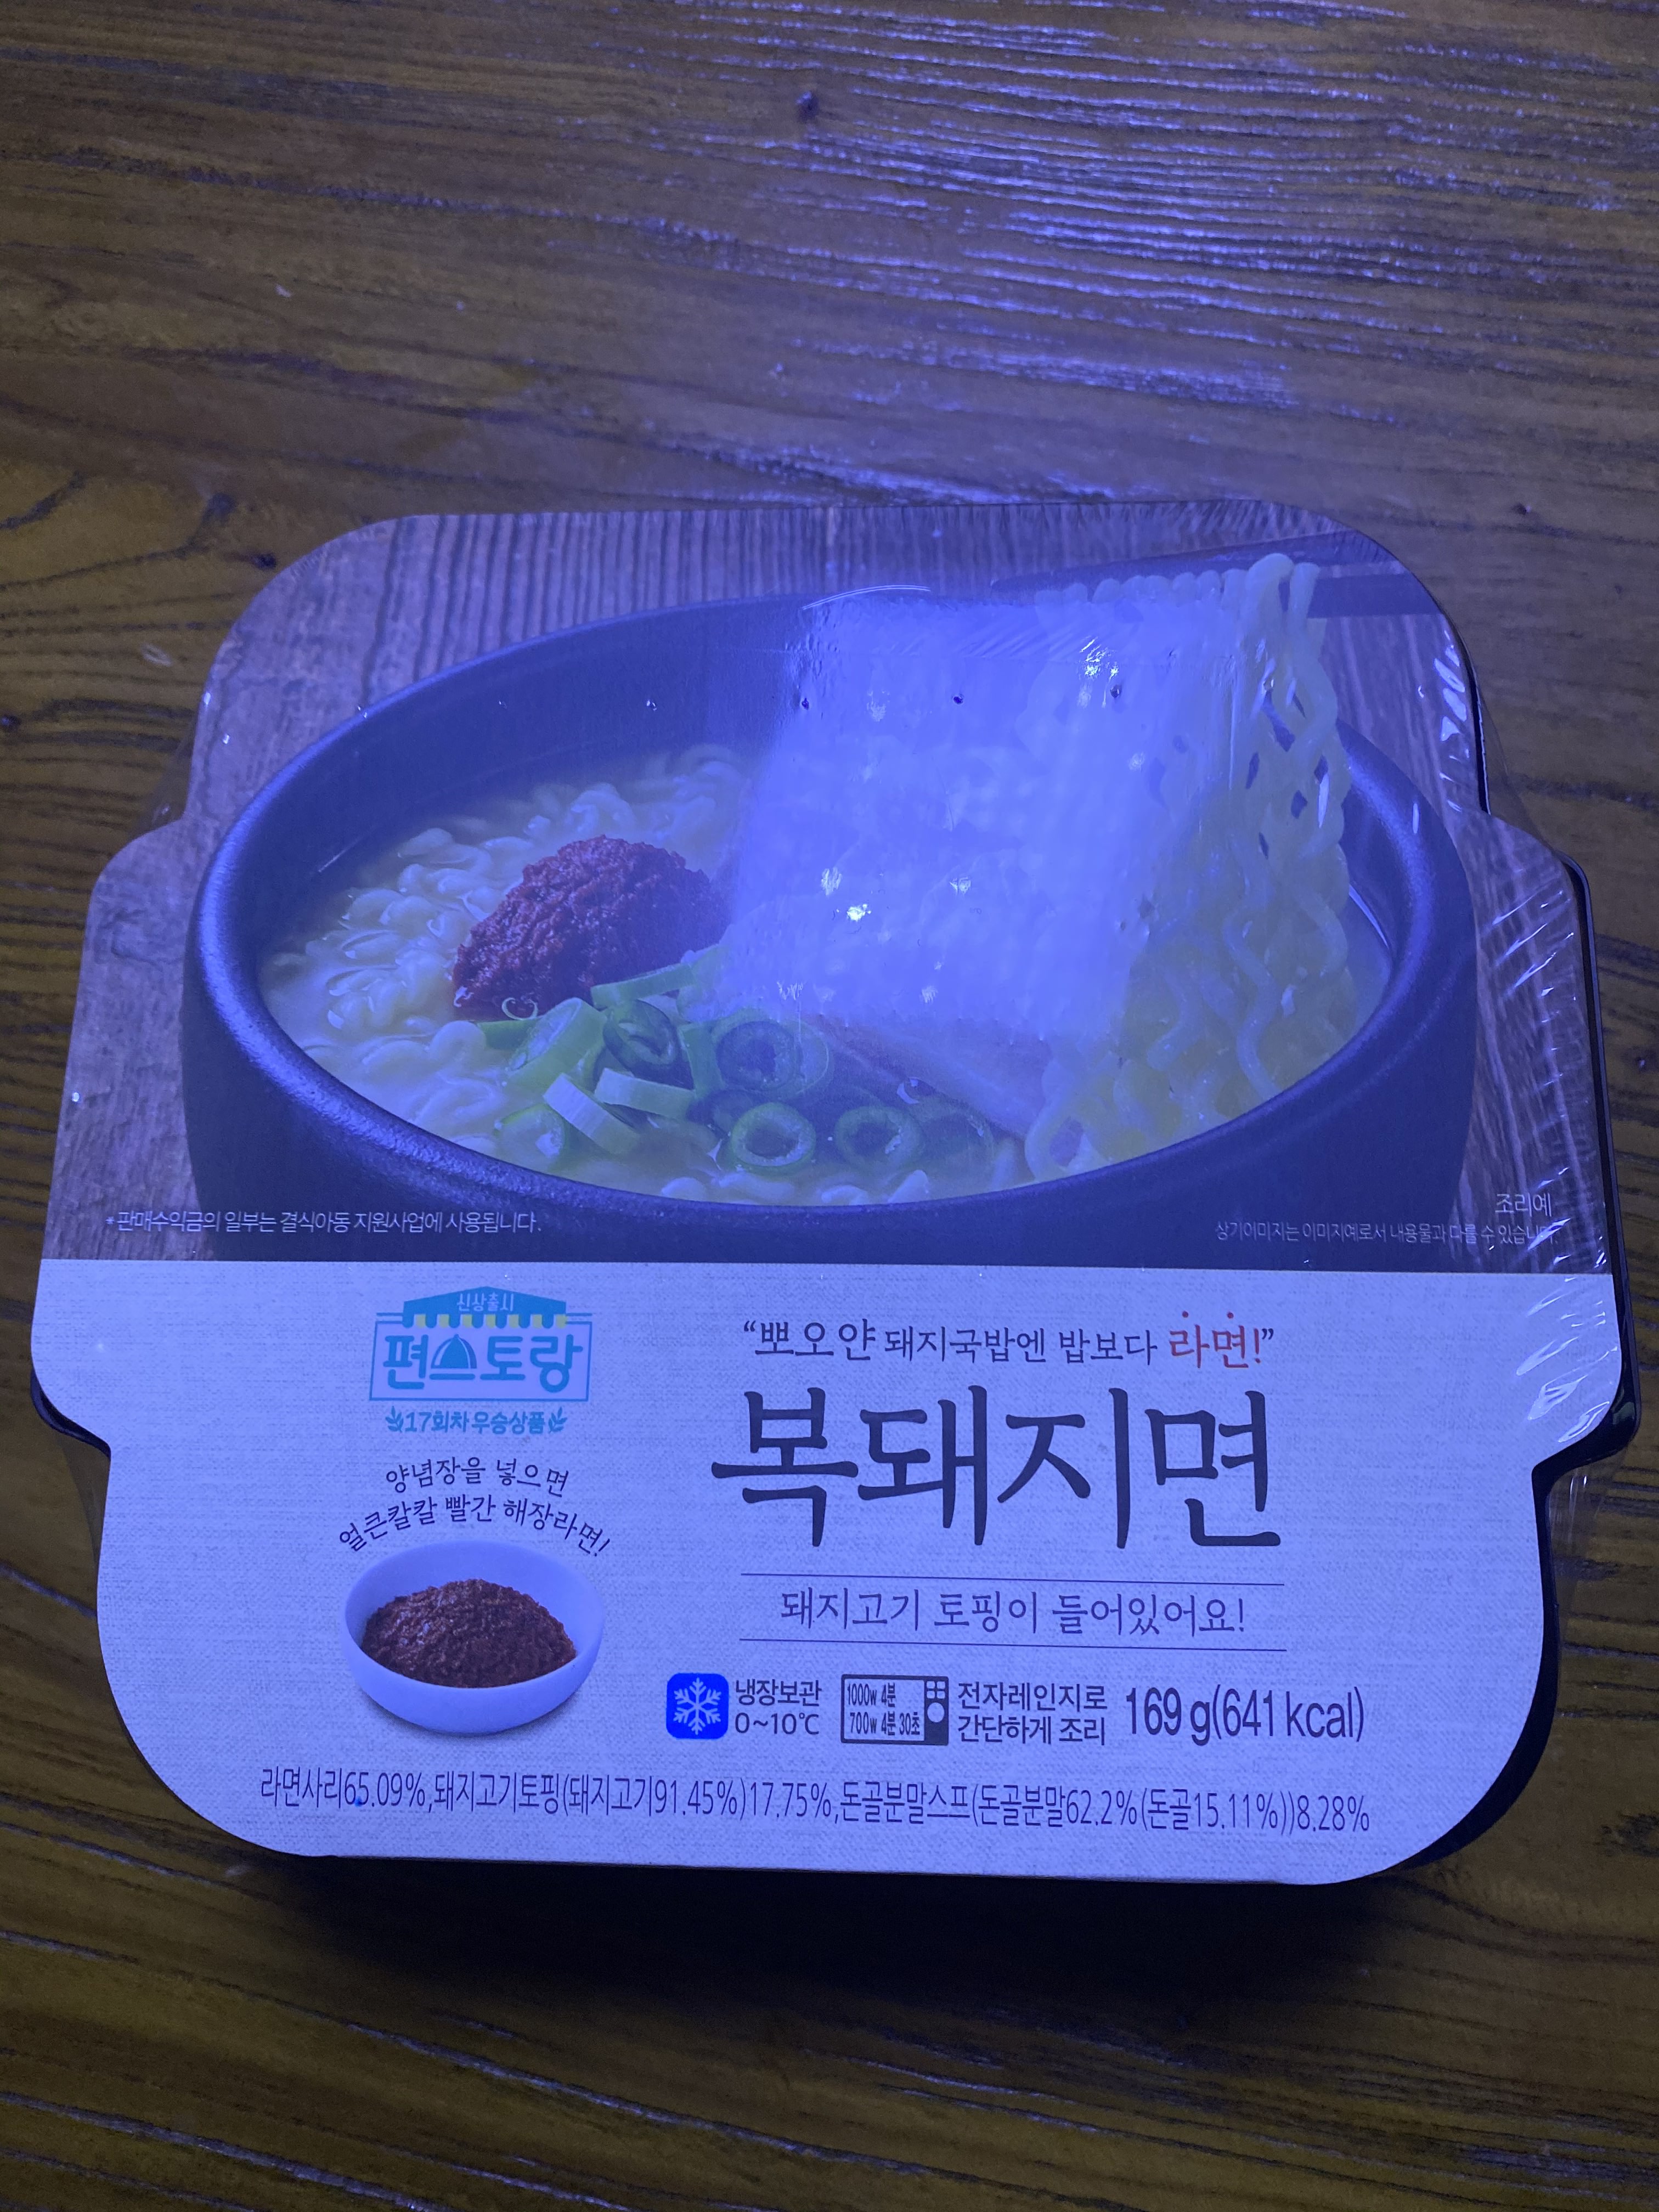 *판매수익금의 일부는 결식아동 지원사업에 사용됩니다.
조리예
상기이미지는 이미지예로서 내용물과 다를 수 있습니다.
신상출시
편스토랑
17회차 우승상품
양념장을 넣으면
얼큰칼칼 빨간 해장라면!
“뽀오얀 돼지국밥엔 밥보다 라면!”
복돼지면
돼지고기 토핑이 들어있어요!
냉장보관
0~10℃
1000w 4분
700w 4분 30초
전자레인지로
간단하게 조리
169 g(641 kcal)
라면사리65.09%,돼지고기토핑(돼지고기91.45%)17.75%,돈골분말스프(돈골분말62.2%(돈골15.11%))8.28%